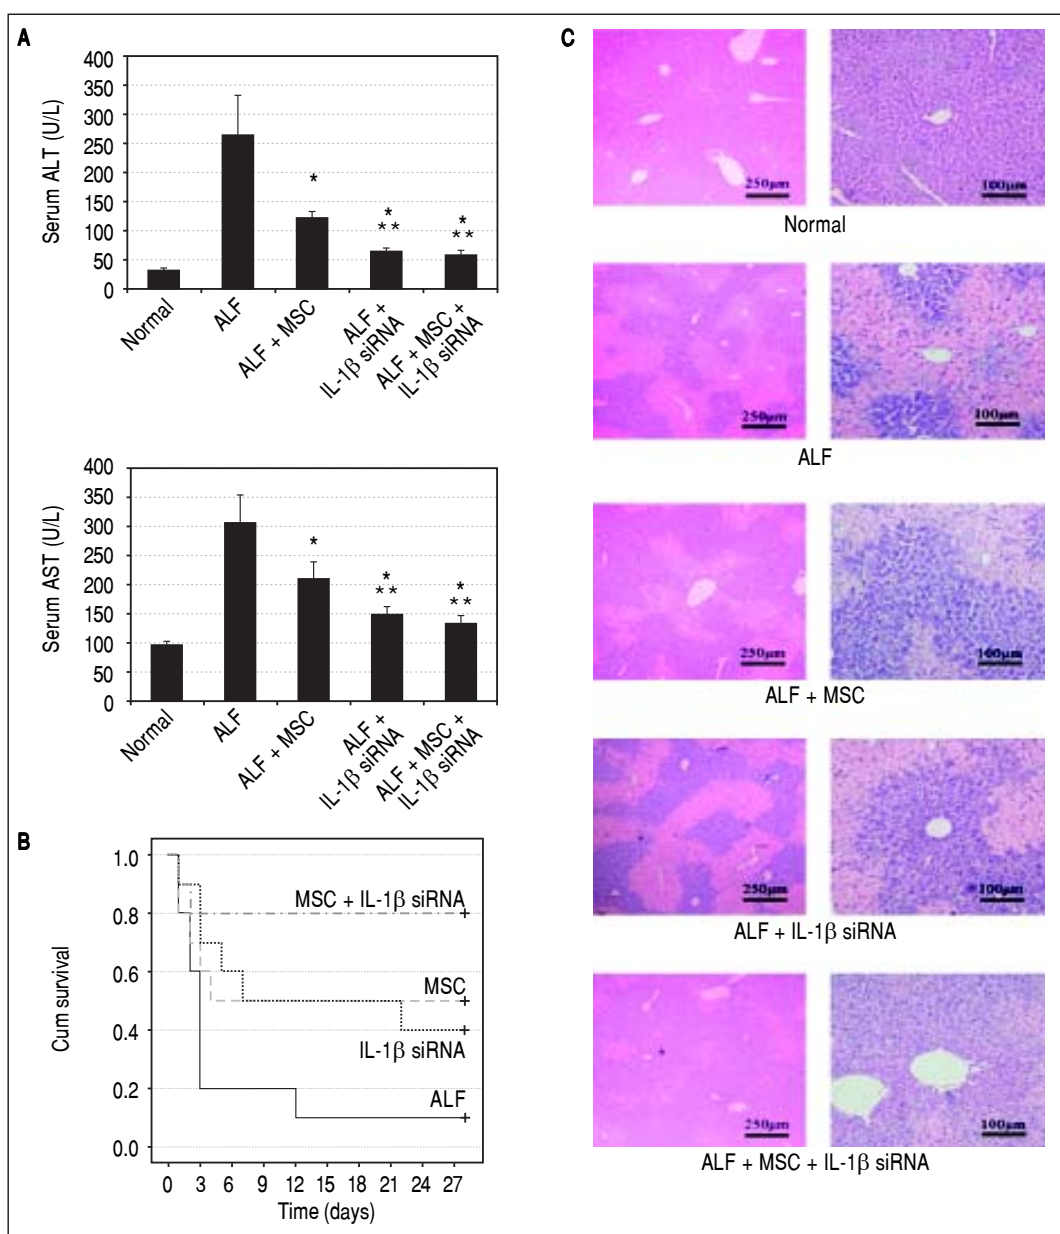 A
400
350
300
250
200
150
100
50
0
Serum ALT (U/L)
*
*
**
*
**
Normal
ALF
ALF + MSC
ALF +
IL-1β siRNA
ALF + MSC +
IL-1β siRNA
400
350
300
250
200
150
100
50
0
Serum AST (U/L)
*
*
**
*
**
Normal
ALF
ALF + MSC
ALF +
IL-1β siRNA
ALF + MSC +
IL-1β siRNA
B
1.0
0.8
0.6
0.4
0.2
0.0
Cum survival
MSC + IL-1β siRNA
MSC
IL-1β siRNA
ALF
0 3 6 9 12 15 18 21 24 27
Time (days)
C
250µm
100µm
Normal
250µm
100µm
ALF
250µm
100µm
ALF + MSC
250µm
100µm
ALF + IL-1β siRNA
250µm
100µm
ALF + MSC + IL-1β siRNA